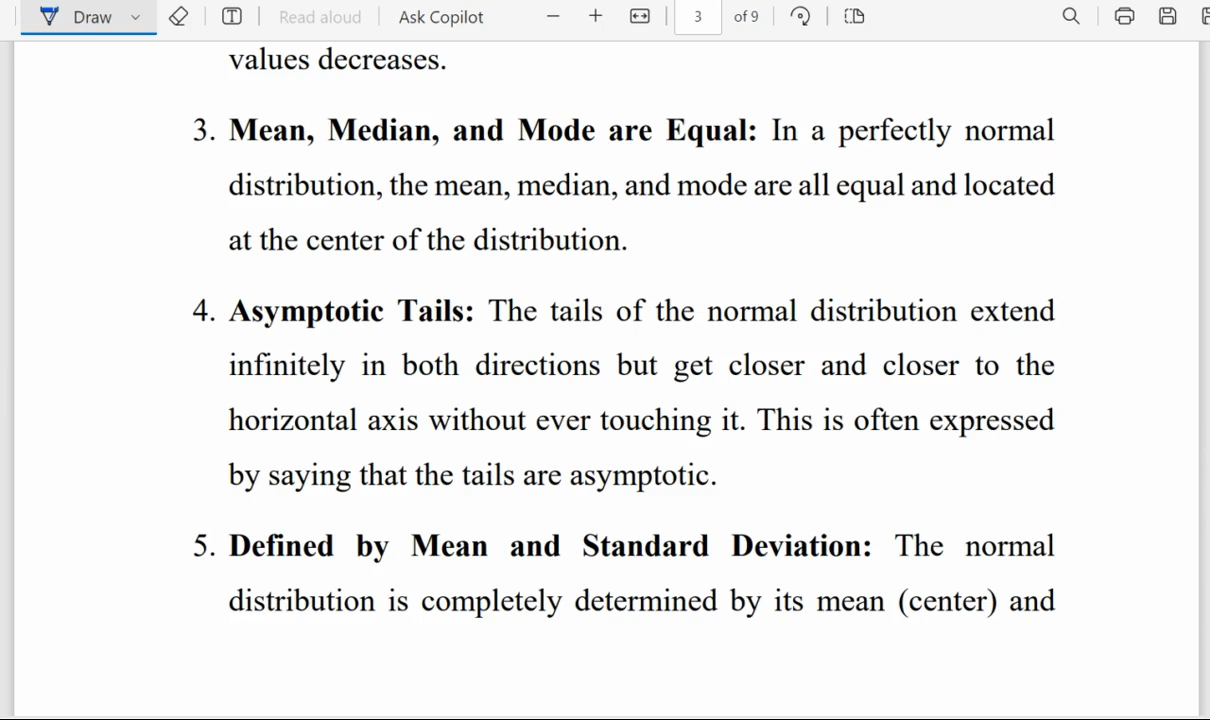 Draw
Read aloud
Ask Copilot
3
of 9
values decreases.
3. Mean, Median, and Mode are Equal: In a perfectly normal
distribution, the mean, median, and mode are all equal and located
at the center of the distribution.
4. Asymptotic Tails: The tails of the normal distribution extend
infinitely in both directions but get closer and closer to the
horizontal axis without ever touching it. This is often expressed
by saying that the tails are asymptotic.
5. Defined by Mean and Standard Deviation: The normal
distribution is completely determined by its mean (center) and